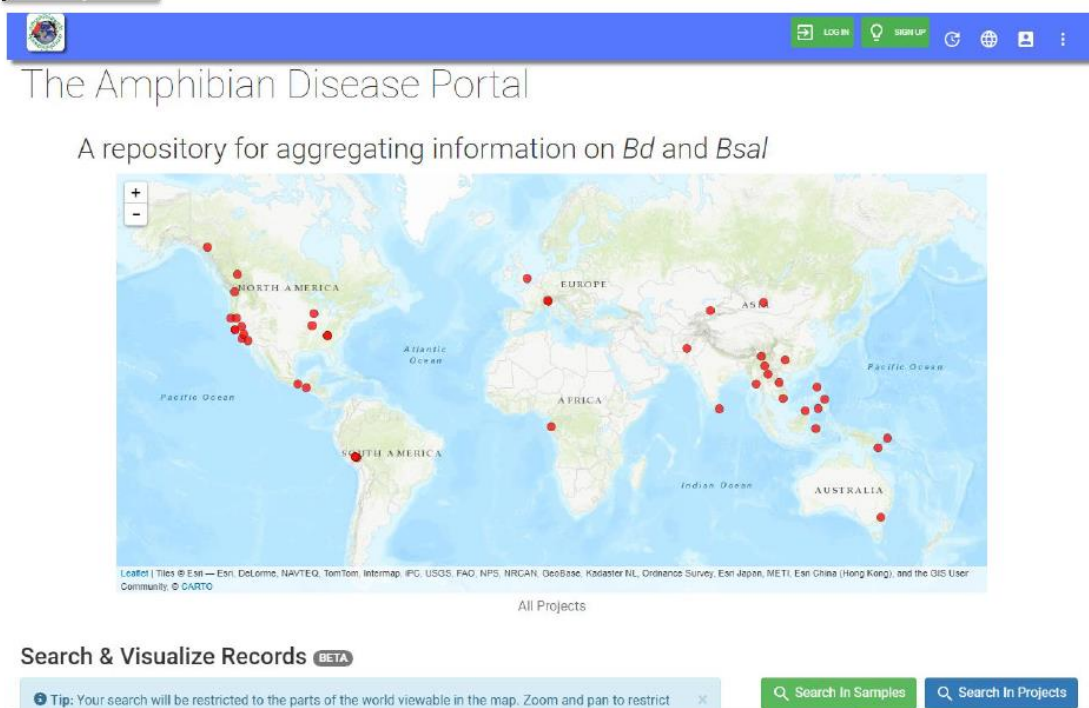 LOG IN
SIGN UP
The Amphibian Disease Portal
A repository for aggregating information on Bd and Bsal
+
-
NORTH AMERICA
EUROPE
ASIA
Atlantic
Ocean
Pacific Ocean
Pacific Ocean
AFRICA
SOUTH AMERICA
Indian Ocean
AUSTRALIA
Leaflet | Tiles © Esri — Esri, DeLorme, NAVTEQ, TomTom, Intermap, iPC, USGS, FAO, NPS, NRCAN, GeoBase, Kadaster NL, Ordnance Survey, Esri Japan, METI, Esri China (Hong Kong), and the GIS User
Community, © CARTO
All Projects
Search & Visualize Records BETA
Tip: Your search will be restricted to the parts of the world viewable in the map. Zoom and pan to restrict
×
Search In Samples
Search In Projects